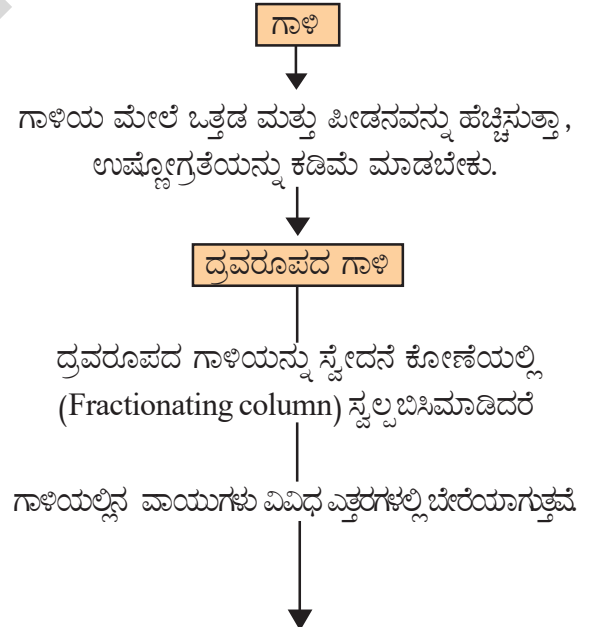 ಗಾಳಿ
ಗಾಳಿಯ ಮೇಲೆ ಒತ್ತಡ ಮತ್ತು ಪೀಡನವನ್ನು ಹೆಚ್ಚಿಸುತ್ತಾ,
ಉಷ್ಣೋಗ್ರತೆಯನ್ನು ಕಡಿಮೆ ಮಾಡಬೇಕು.
ದ್ರವರೂಪದ ಗಾಳಿ
ದ್ರವರೂಪದ ಗಾಳಿಯನ್ನು ಸ್ವೇದನೆ ಕೋಣೆಯಲ್ಲಿ
(Fractionating column) ಸ್ವಲ್ಪ ಬಿಸಿಮಾಡಿದರೆ
ಗಾಳಿಯಲ್ಲಿನ ವಾಯುಗಳು ವಿವಿಧ ಎತ್ತರಗಳಲ್ಲಿ ಬೇರೆಯಾಗುತ್ತವೆ.